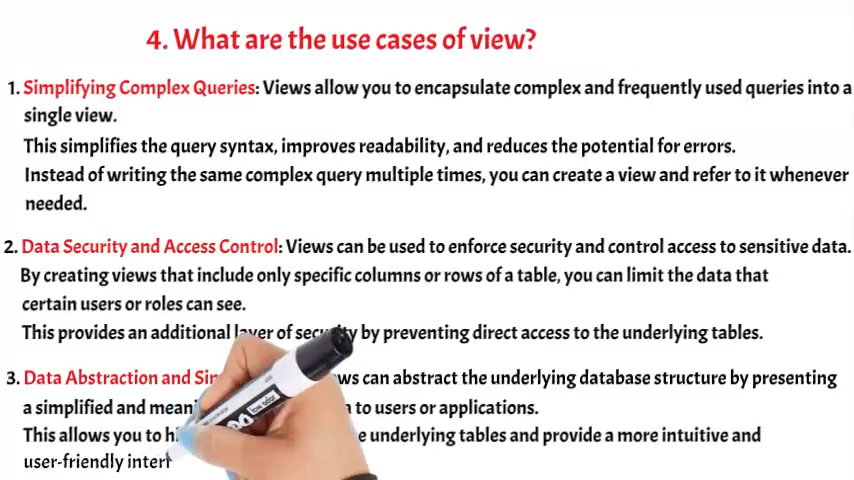 4. What are the use cases of view?
1. Simplifying Complex Queries: Views allow you to encapsulate complex and frequently used queries into a
single view.
This simplifies the query syntax, improves readability, and reduces the potential for errors.
Instead of writing the same complex query multiple times, you can create a view and refer to it whenever
needed.
2. Data Security and Access Control: Views can be used to enforce security and control access to sensitive data.
By creating views that include only specific columns or rows of a table, you can limit the data that
certain users or roles can see.
This provides an additional layer of security by preventing direct access to the underlying tables.
3. Data Abstraction and can abstract the underlying database structure by presenting
a simplified and to users or applications.
This allows you to underlying tables and provide a more intuitive and
user-friendly
low odor